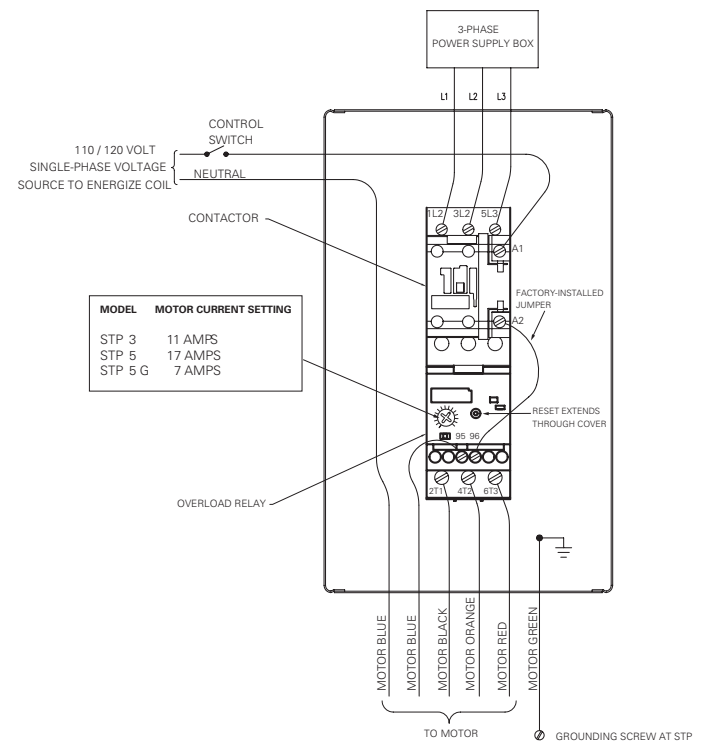 3-PHASE
POWER SUPPLY BOX
L1 L2 L3
CONTROL
SWITCH
110 / 120 VOLT
SINGLE-PHASE VOLTAGE
SOURCE TO ENERGIZE COIL
NEUTRAL
1L2 3L2 5L3
CONTACTOR
A1
FACTORY-INSTALLED
JUMPER
A2
MODEL MOTOR CURRENT SETTING
STP 3 11 AMPS
STP 5 17 AMPS
STP 5 G 7 AMPS
RESET EXTENDS
THROUGH COVER
95 96
OVERLOAD RELAY
2T1 4T2 6T3
MOTOR BLUE
MOTOR BLUE
MOTOR BLACK
MOTOR ORANGE
MOTOR RED
MOTOR GREEN
TO MOTOR
GROUNDING SCREW AT STP